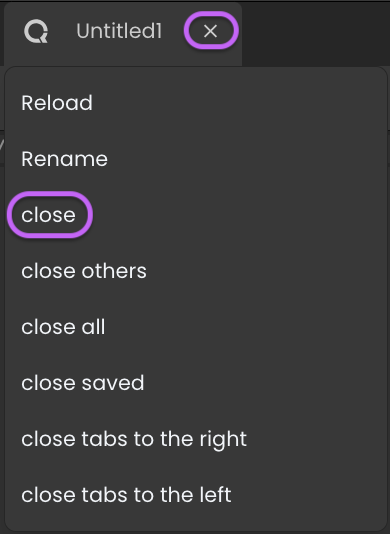 Untitled1
Reload
Rename
close
close others
close all
close saved
close tabs to the right
close tabs to the left